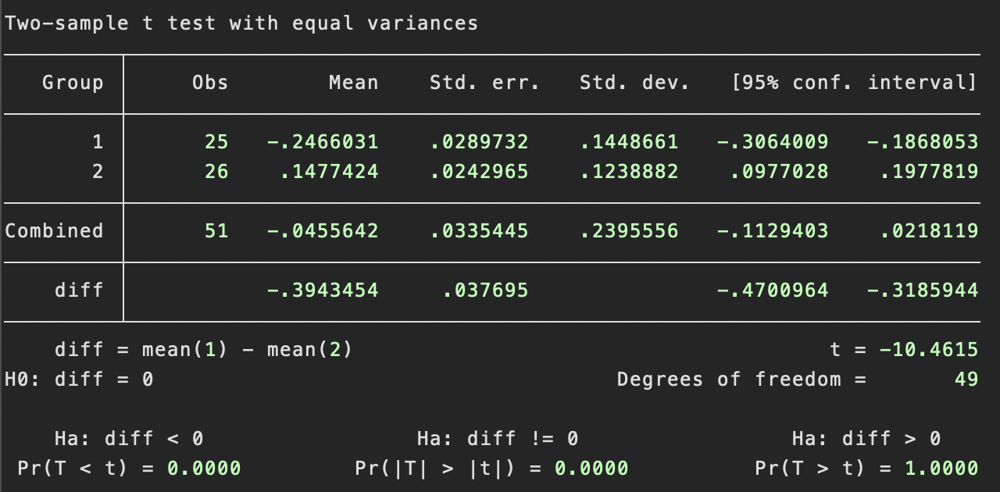 Two-sample t test with equal variances
Group Obs Mean Std. err. Std. dev. [95% conf. interval]
1 25 -.2466031 .0289732 .1448661 -.3064009 -.1868053
2 26 .1477424 .0242965 .1238882 .0977028 .1977819
Combined 51 -.0455642 .0335445 .2395556 -.1129403 .0218119
diff -.3943454 .037695 -.4700964 -.3185944
diff = mean(1) - mean(2) t = -10.4615
H0: diff = 0 Degrees of freedom = 49
Ha: diff < 0 Ha: diff != 0 Ha: diff > 0
Pr(T < t) = 0.0000 Pr(|T| > |t|) = 0.0000 Pr(T > t) = 1.0000